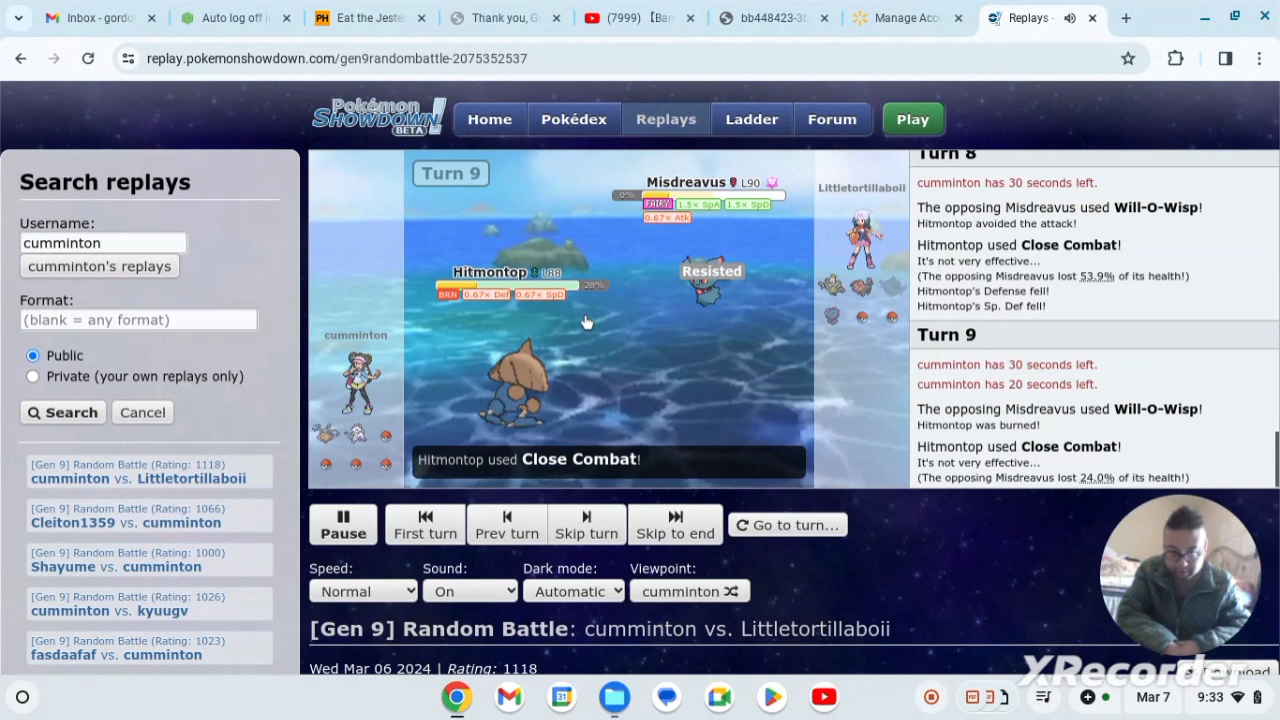 Inbox - gordo
Auto log off i
PH Eat the Jeste
Thank you, G
(7999) 【Ban
bb448423-3b
Manage Acc
Replays -
replay.pokemonshowdown.com/gen9randombattle-2075352537
Pokémon
SHOWDOWN!
BETA
Home
Pokédex
Replays
Ladder
Forum
Play
Search replays
Username:
cumminton
cumminton's replays
Format:
(blank = any format)
Public
Private (your own replays only)
Search
Cancel
[Gen 9] Random Battle (Rating: 1118)
cumminton vs. Littletortillaboii
[Gen 9] Random Battle (Rating: 1066)
Cleiton1359 vs. cumminton
[Gen 9] Random Battle (Rating: 1000)
Shayume vs. cumminton
[Gen 9] Random Battle (Rating: 1026)
cumminton vs. kyuugv
[Gen 9] Random Battle (Rating: 1023)
fasdaafaf vs. cumminton
Turn 9
Misdreavus L90
0%
FAIRY 1.5× SpA 1.5× SpD
0.67× Atk
Littletortillaboii
Hitmontop L88
28%
BRN 0.67× Def 0.67× SpD
Resisted
cumminton
Hitmontop used Close Combat!
Turn 8
cumminton has 30 seconds left.
The opposing Misdreavus used Will-O-Wisp!
Hitmontop avoided the attack!
Hitmontop used Close Combat!
It's not very effective...
(The opposing Misdreavus lost 53.9% of its health!)
Hitmontop's Defense fell!
Hitmontop's Sp. Def fell!
Turn 9
cumminton has 30 seconds left.
cumminton has 20 seconds left.
The opposing Misdreavus used Will-O-Wisp!
Hitmontop was burned!
Hitmontop used Close Combat!
It's not very effective...
(The opposing Misdreavus lost 24.0% of its health!)
Pause
First turn
Prev turn
Skip turn
Skip to end
Go to turn...
Speed:
Normal
Sound:
On
Dark mode:
Automatic
Viewpoint:
cumminton
[Gen 9] Random Battle: cumminton vs. Littletortillaboii
Wed Mar 06 2024 | Rating: 1118
Download
XRecorder
31
Mar 7
9:33